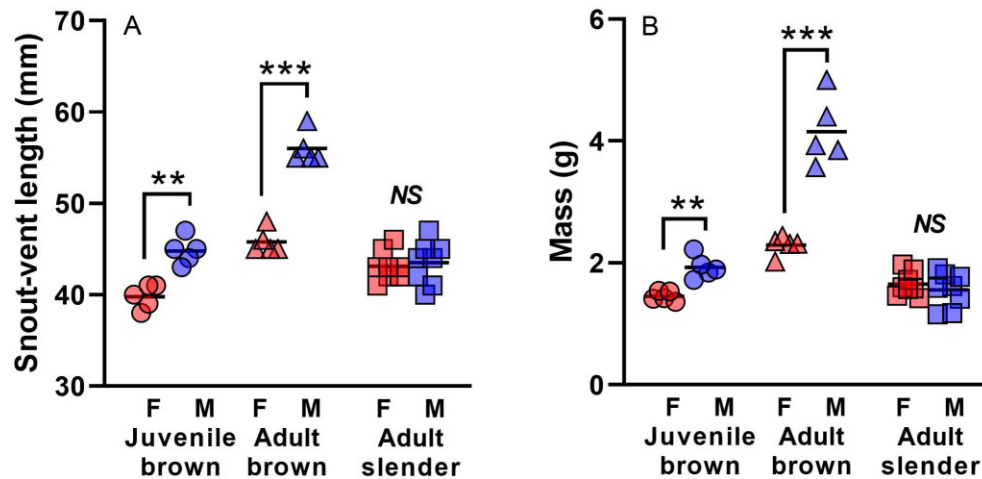 A
Snout-vent length (mm)
70
60
50
40
30
**
***
NS
F M F M F M
Juvenile brown
Adult brown
Adult slender
B
Mass (g)
6
4
2
0
**
***
NS
F M F M F M
Juvenile brown
Adult brown
Adult slender